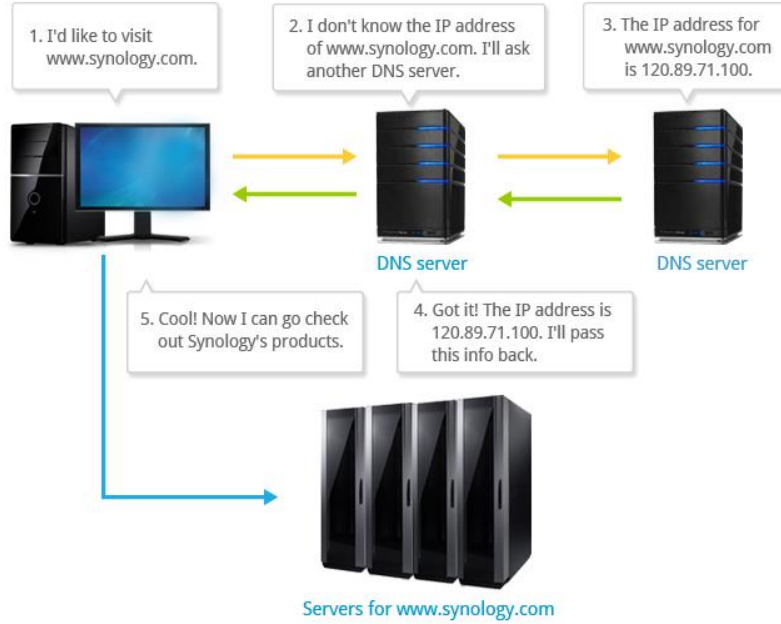 1. I'd like to visit
www.synology.com.
2. I don't know the IP address
of www.synology.com. I'll ask
another DNS server.
3. The IP address for
www.synology.com
is 120.89.71.100.
DNS server
DNS server
5. Cool! Now I can go check
out Synology's products.
4. Got it! The IP address is
120.89.71.100. I'll pass
this info back.
Servers for www.synology.com